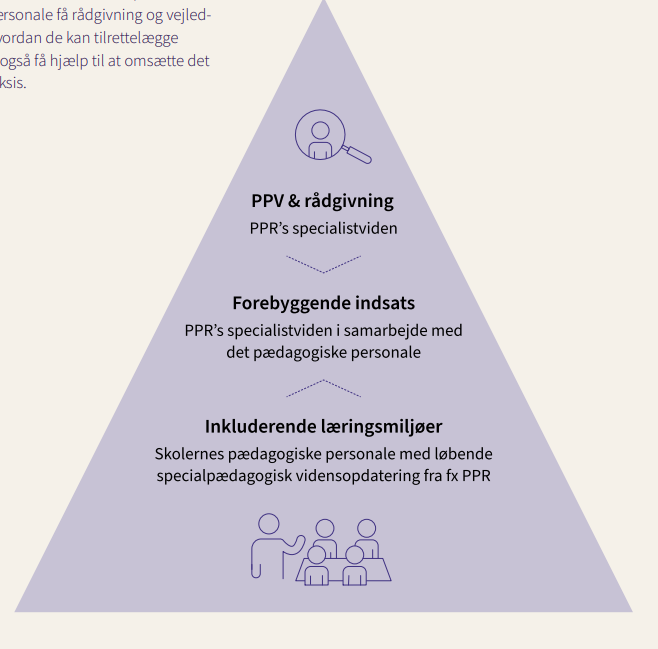 ersonale få rådgivning og vejled-
vordan de kan tilrettelægge
også få hjælp til at omsætte det
ksis.
PPV & rådgivning
PPR’s specialistviden
Forebyggende indsats
PPR’s specialistviden i samarbejde med
det pædagogiske personale
Inkluderende læringsmiljøer
Skolernes pædagogiske personale med løbende
specialpædagogisk vidensopdatering fra fx PPR